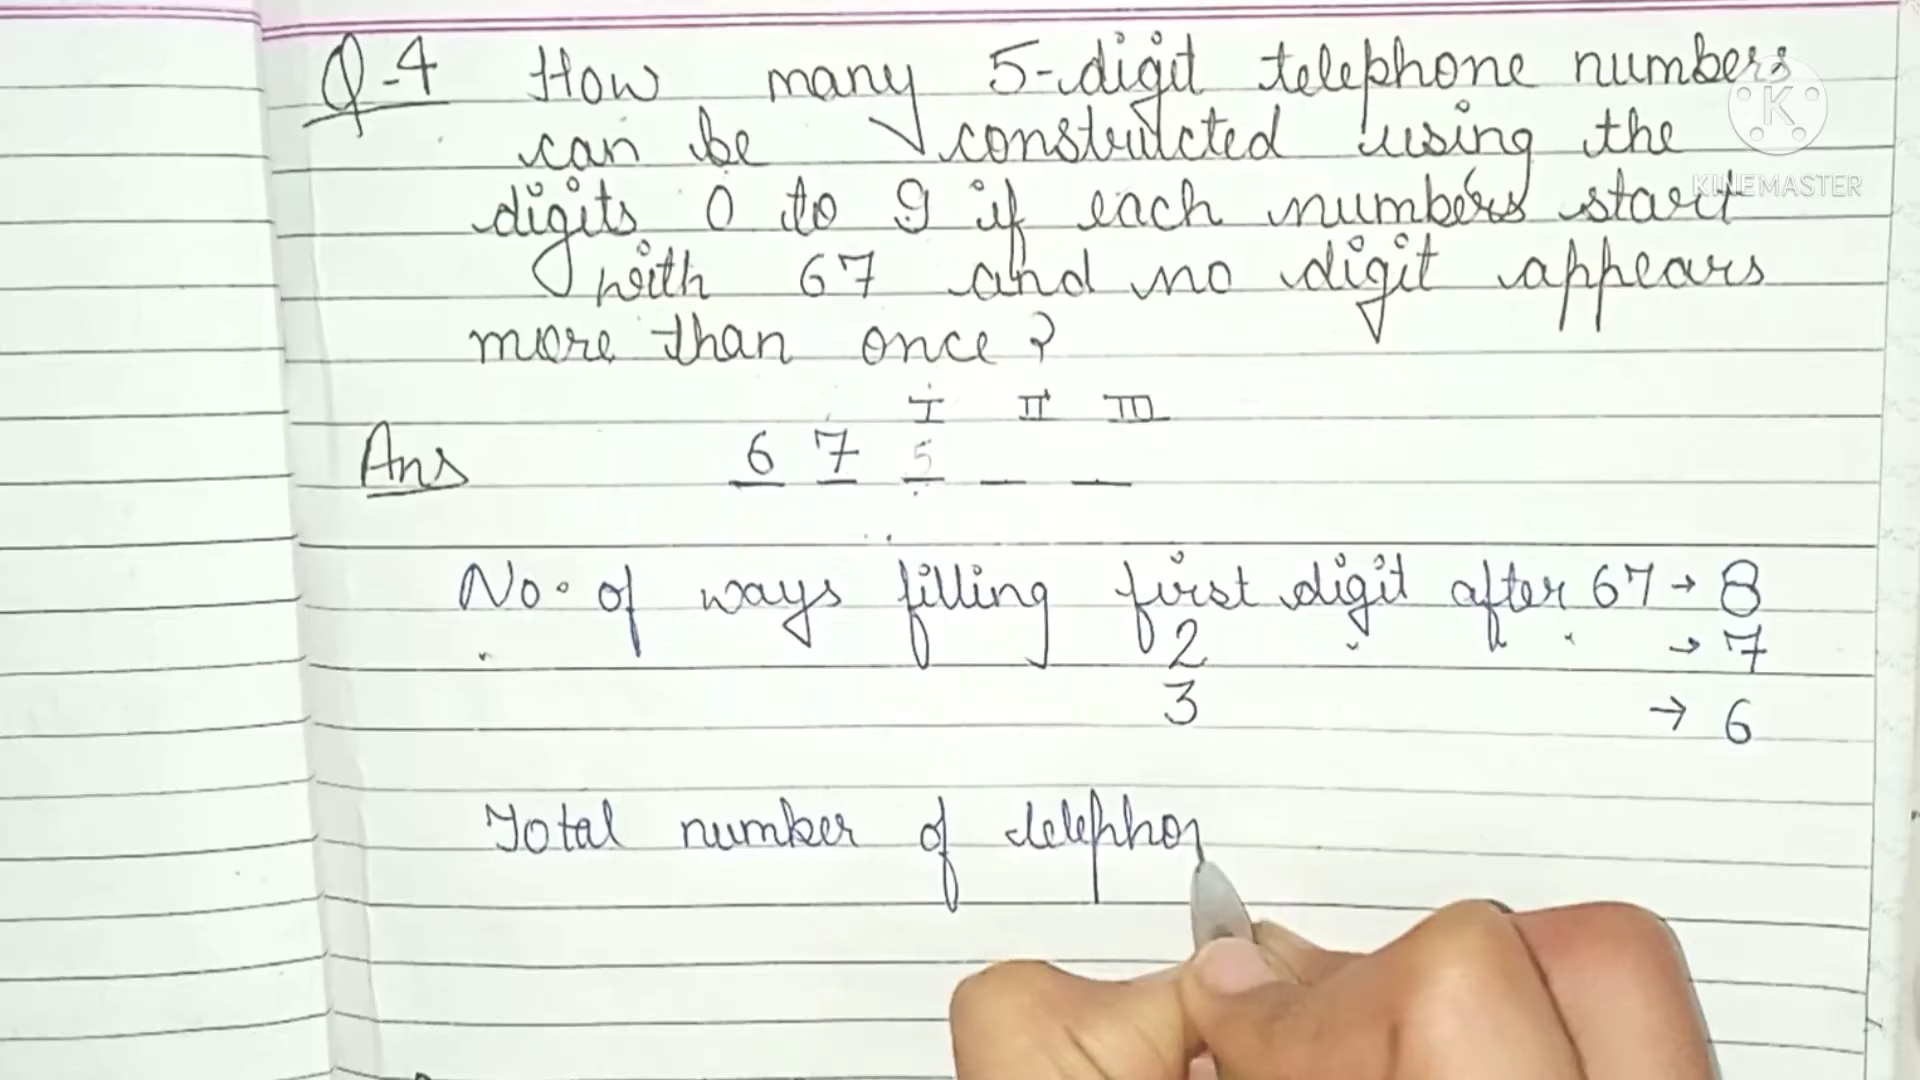 Q-4 How many 5-digit telephone numbers
can be constructed using the
digits 0 to 9 if each numbers start
with 67 and no digit appears
more than once?
I II III
Ans 6 7 5 _ _
No. of ways filling first digit after 67 → 8
2 → 7
3 → 6
Total number of telephon
K
KINEMASTER